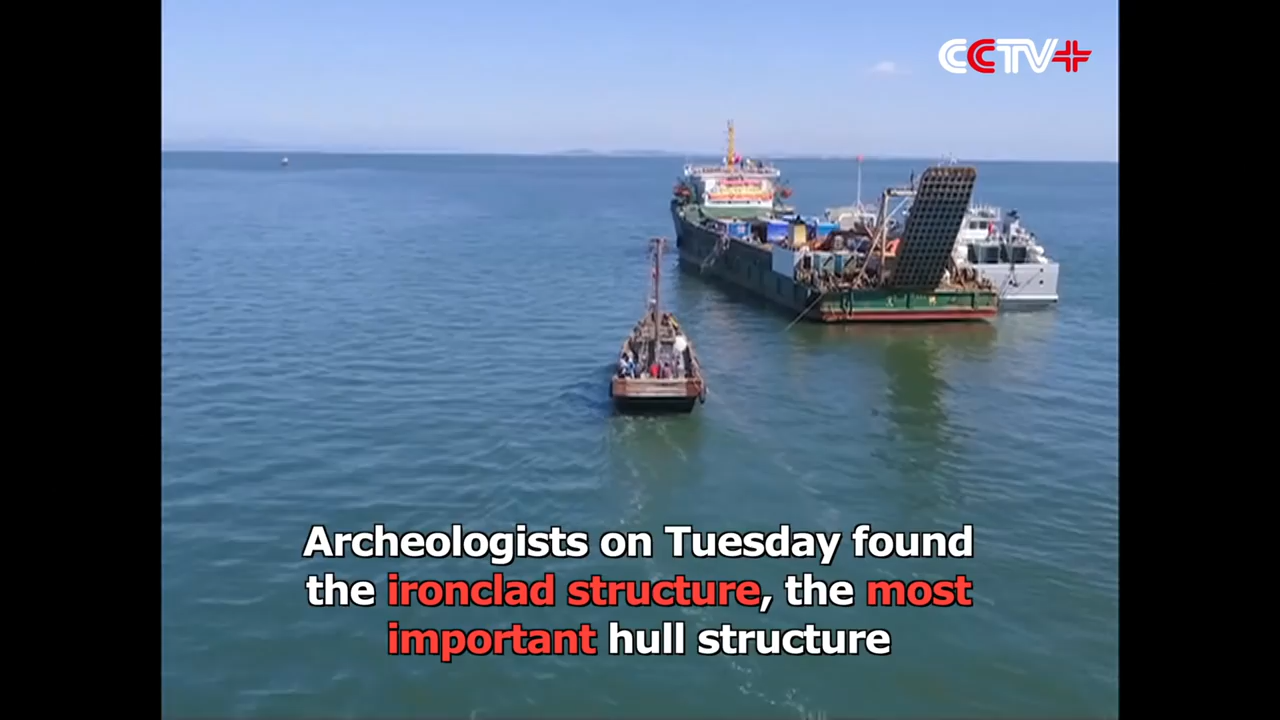 CCTV+
Archeologists on Tuesday found
the ironclad structure, the most
important hull structure